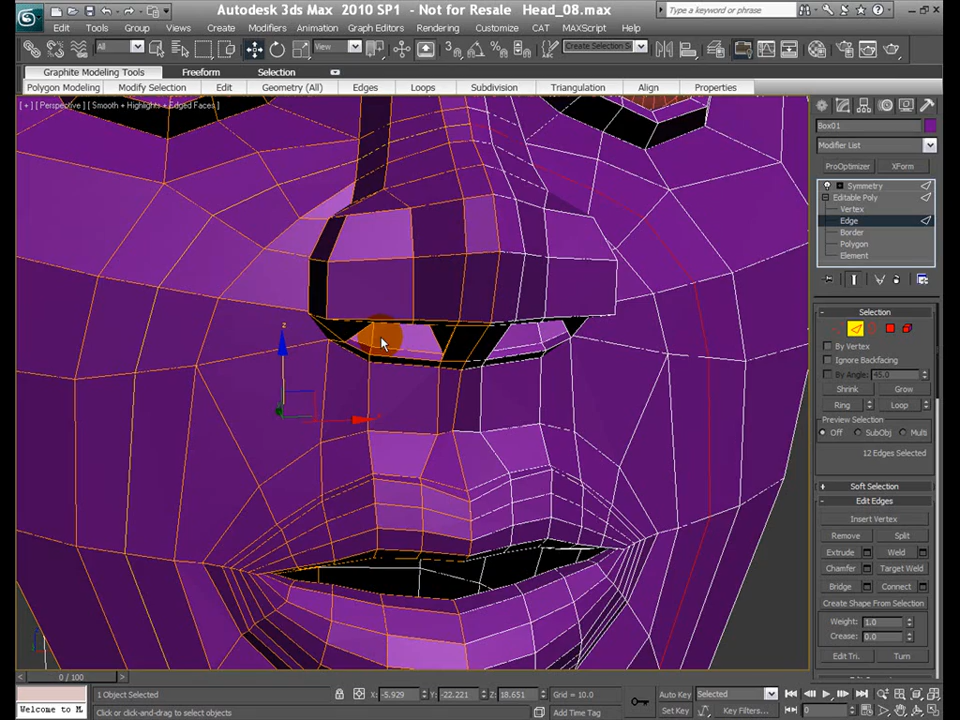 Autodesk 3ds Max 2010 SP1 - Not for Resale Head_08.max
Type a keyword or phrase
Edit Tools Group Views Create Modifiers Animation Graph Editors Rendering Customize CAT MAXScript Help
All
View
3
Create Selection S
Graphite Modeling Tools Freeform Selection
Polygon Modeling Modify Selection Edit Geometry (All) Edges Loops Subdivision Triangulation Align Properties
[ + ] [ Perspective ] [ Smooth + Highlights + Edged Faces ]
Box01
Modifier List
ProOptimizer XForm
Symmetry
Editable Poly
Vertex
Edge
Border
Polygon
Element
Selection
By Vertex
Ignore Backfacing
By Angle: 45.0
Shrink Grow
Ring Loop
Preview Selection
Off SubObj Multi
12 Edges Selected
Soft Selection
Edit Edges
Insert Vertex
Remove Split
Extrude Weld
Chamfer Target Weld
Bridge Connect
Create Shape From Selection
Weight: 1.0
Crease: 0.0
Edit Tri. Turn
z
0 / 100
1 Object Selected
X: -5.929 Y: -22.221 Z: 18.651 Grid = 10.0
Auto Key Selected
Welcome to M
Click or click-and-drag to select objects
Add Time Tag
Set Key Key Filters...
0